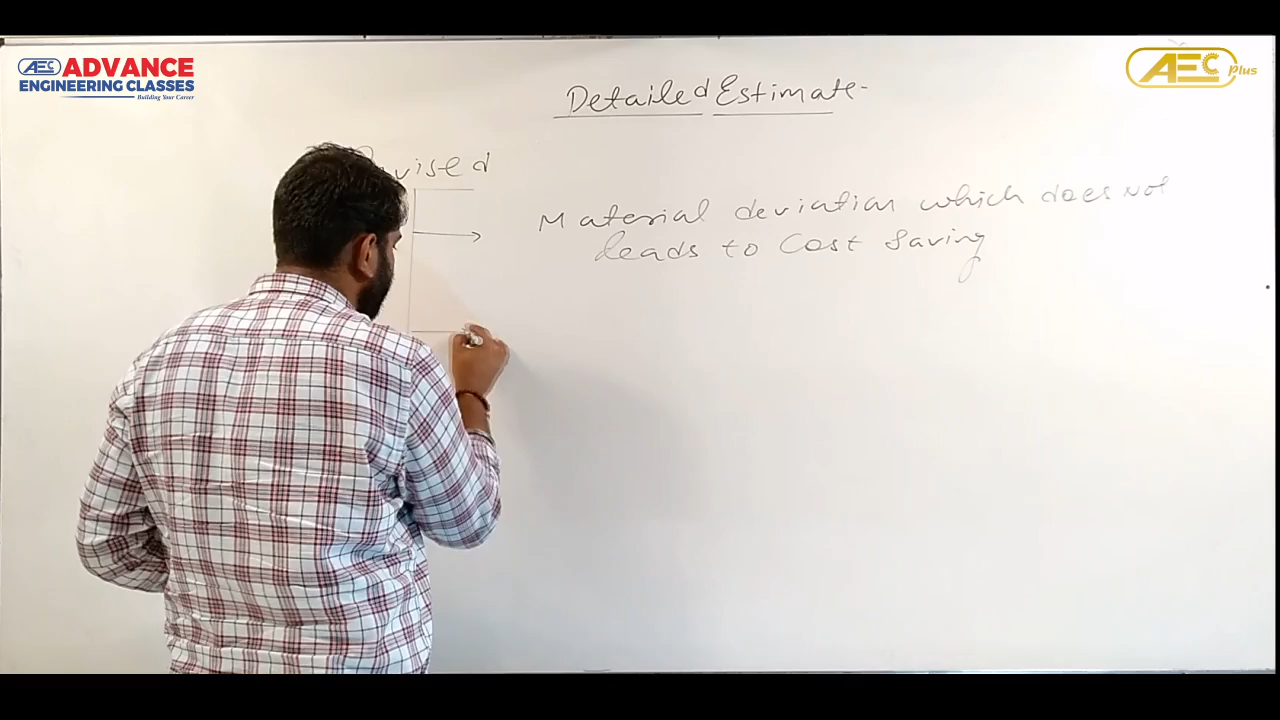 AEC ADVANCE
ENGINEERING CLASSES
Building Your Career
AEC Plus
Detailed Estimate-
Material deviation which does not
leads to Cost Saving